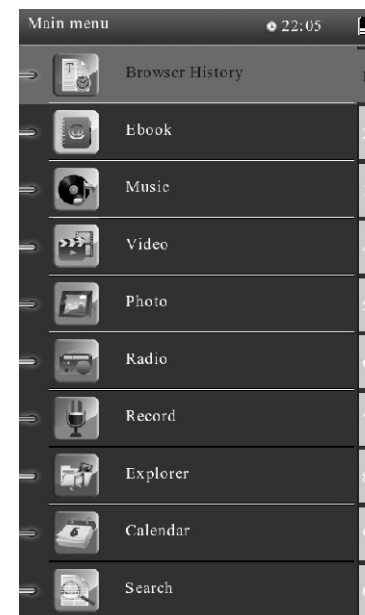 Main menu 22:05
Browser History
Ebook
Music
Video
Photo
Radio
Record
Explorer
Calendar
Search